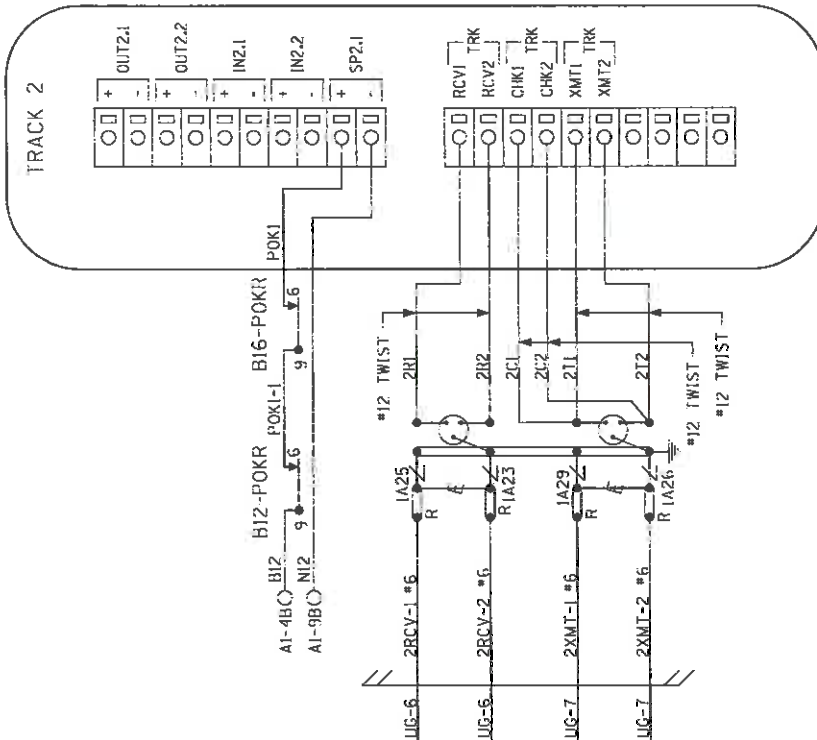 TRACK 2
+ - OUT2.1
+ - OUT2.2
+ - IN2.1
+ - IN2.2
+ - SP2.1
RCV1
RCV2
TRK
CHK1
CHK2
TRK
XMT1
XMT2
TRK
POK1
B16-POKR
6
9
POK1-1
B12-POKR
6
9
B12
N12
A1-4B
A1-9B
#12 TWIST
2R1
2R2
2C1
2C2
2T1
2T2
#12 TWIST
#12 TWIST
1A25
1A23
1A29
R
R
R
R
2RCV-1 #6
2RCV-2 #6
2XMT-1 #6
2XMT-2 #6
UG-6
UG-6
UG-7
UG-7